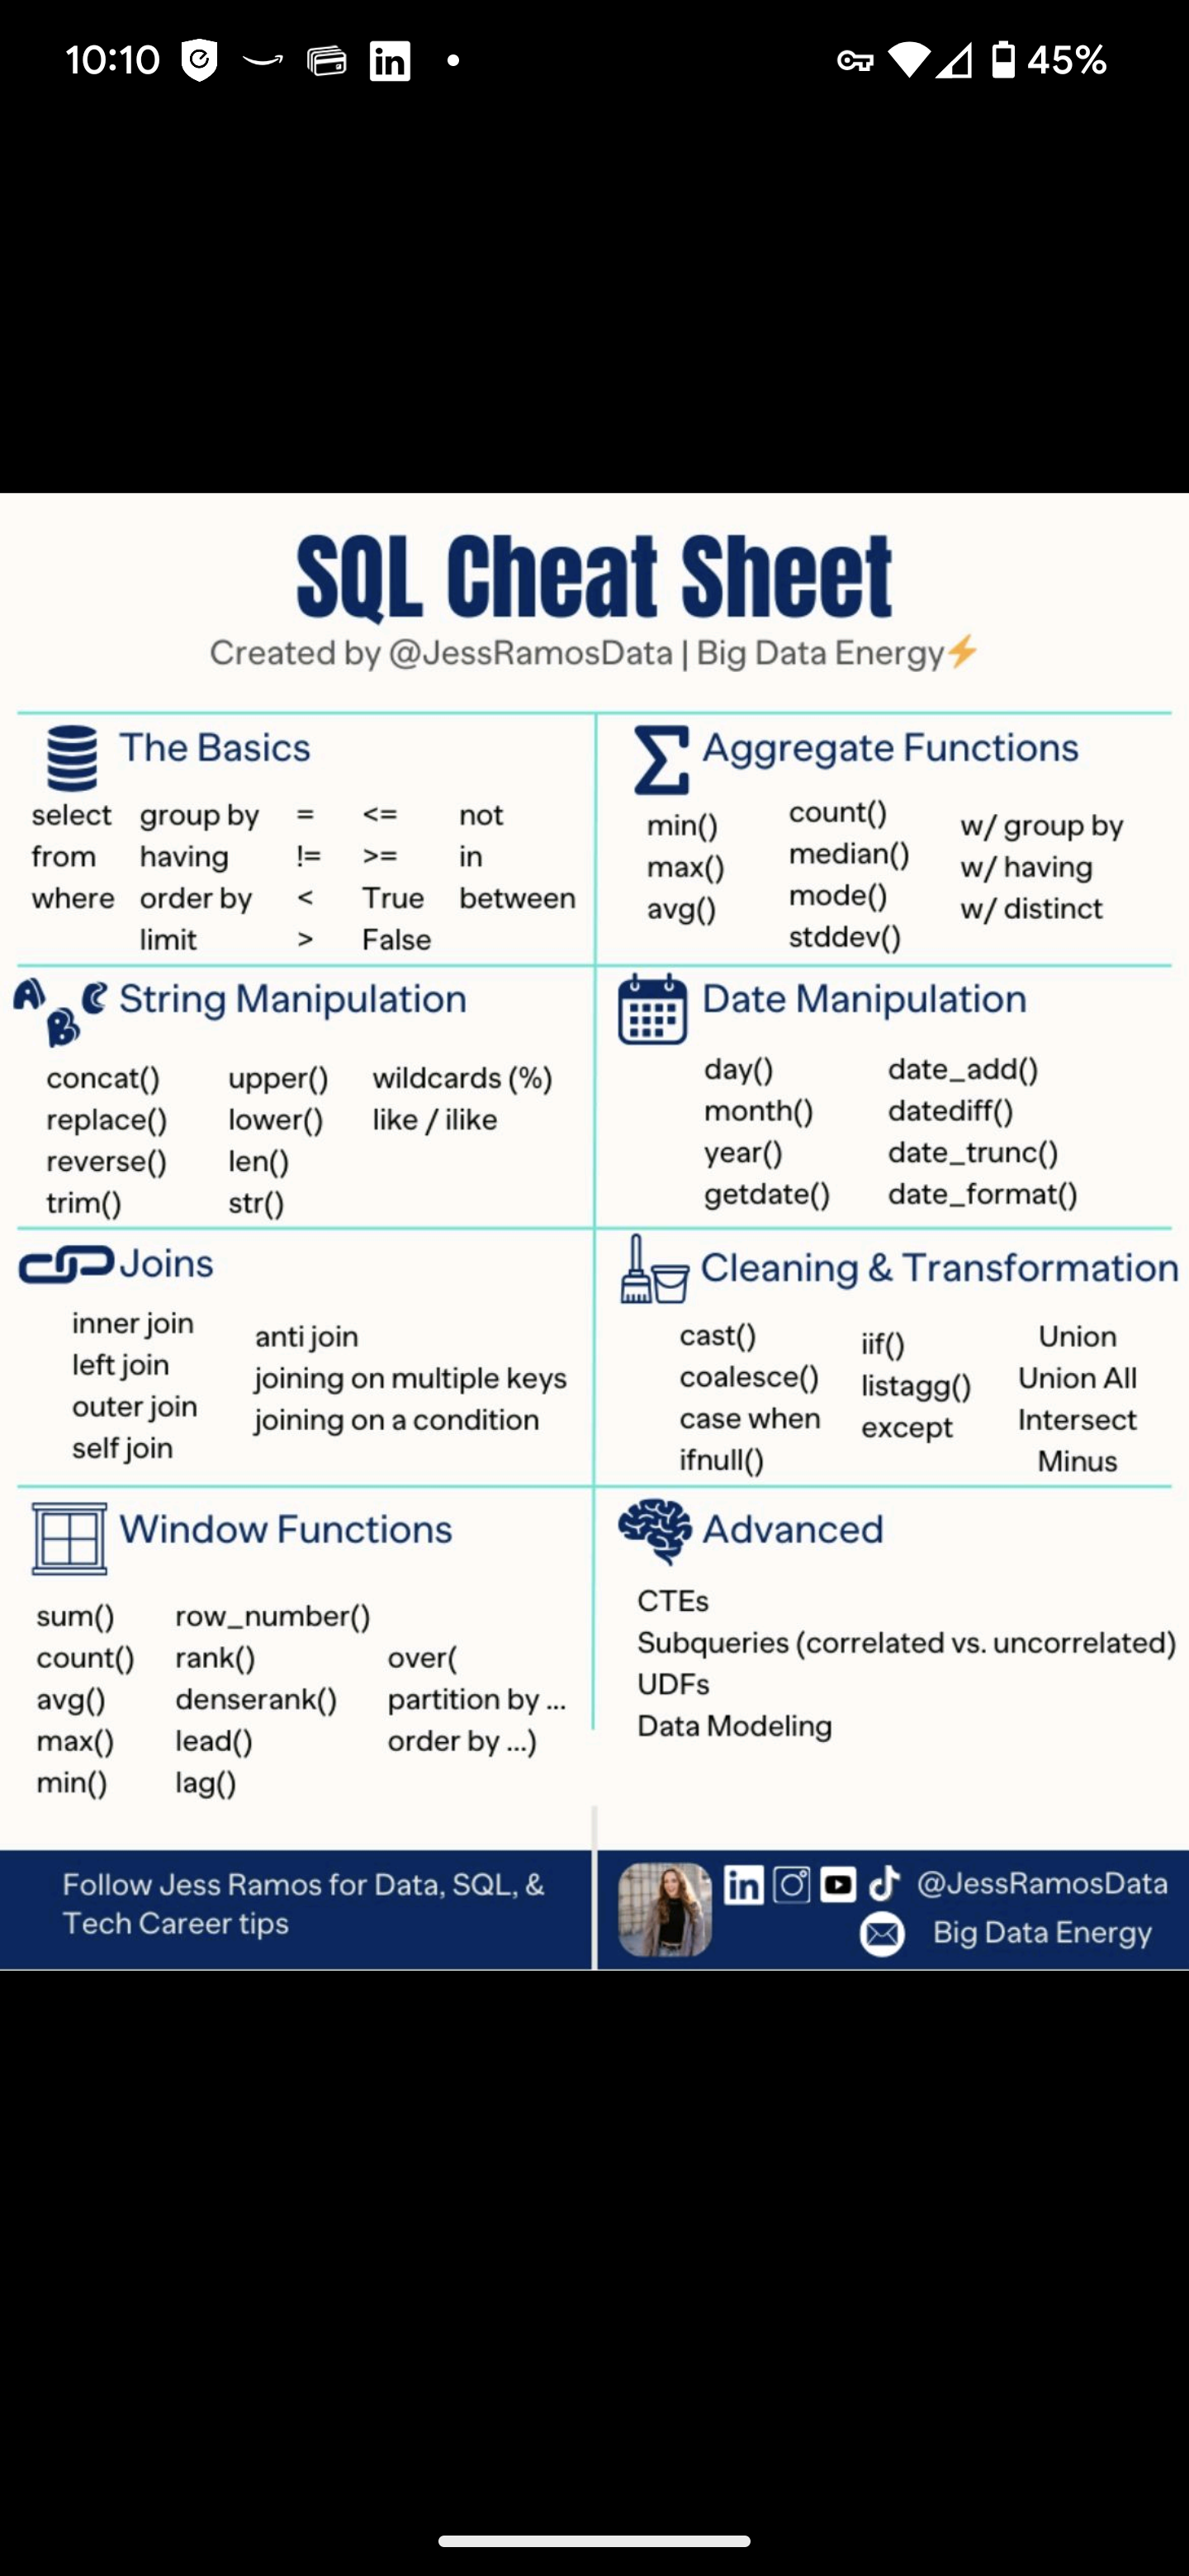 10:10 45%
SQL Cheat Sheet
Created by @JessRamosData | Big Data Energy⚡
The Basics
select group by = <= not
from having != >= in
where order by < True between
limit > False
Aggregate Functions
min() count() w/ group by
max() median() w/ having
avg() mode() w/ distinct
stddev()
A B C String Manipulation
concat() upper() wildcards (%)
replace() lower() like / ilike
reverse() len()
trim() str()
Date Manipulation
day() date_add()
month() datediff()
year() date_trunc()
getdate() date_format()
Joins
inner join anti join
left join joining on multiple keys
outer join joining on a condition
self join
Cleaning & Transformation
cast() iif() Union
coalesce() listagg() Union All
case when except Intersect
ifnull() Minus
Window Functions
sum() row_number()
count() rank() over(
avg() denserank() partition by ...
max() lead() order by ...)
min() lag()
Advanced
CTEs
Subqueries (correlated vs. uncorrelated)
UDFs
Data Modeling
Follow Jess Ramos for Data, SQL, &
Tech Career tips
in @JessRamosData
Big Data Energy